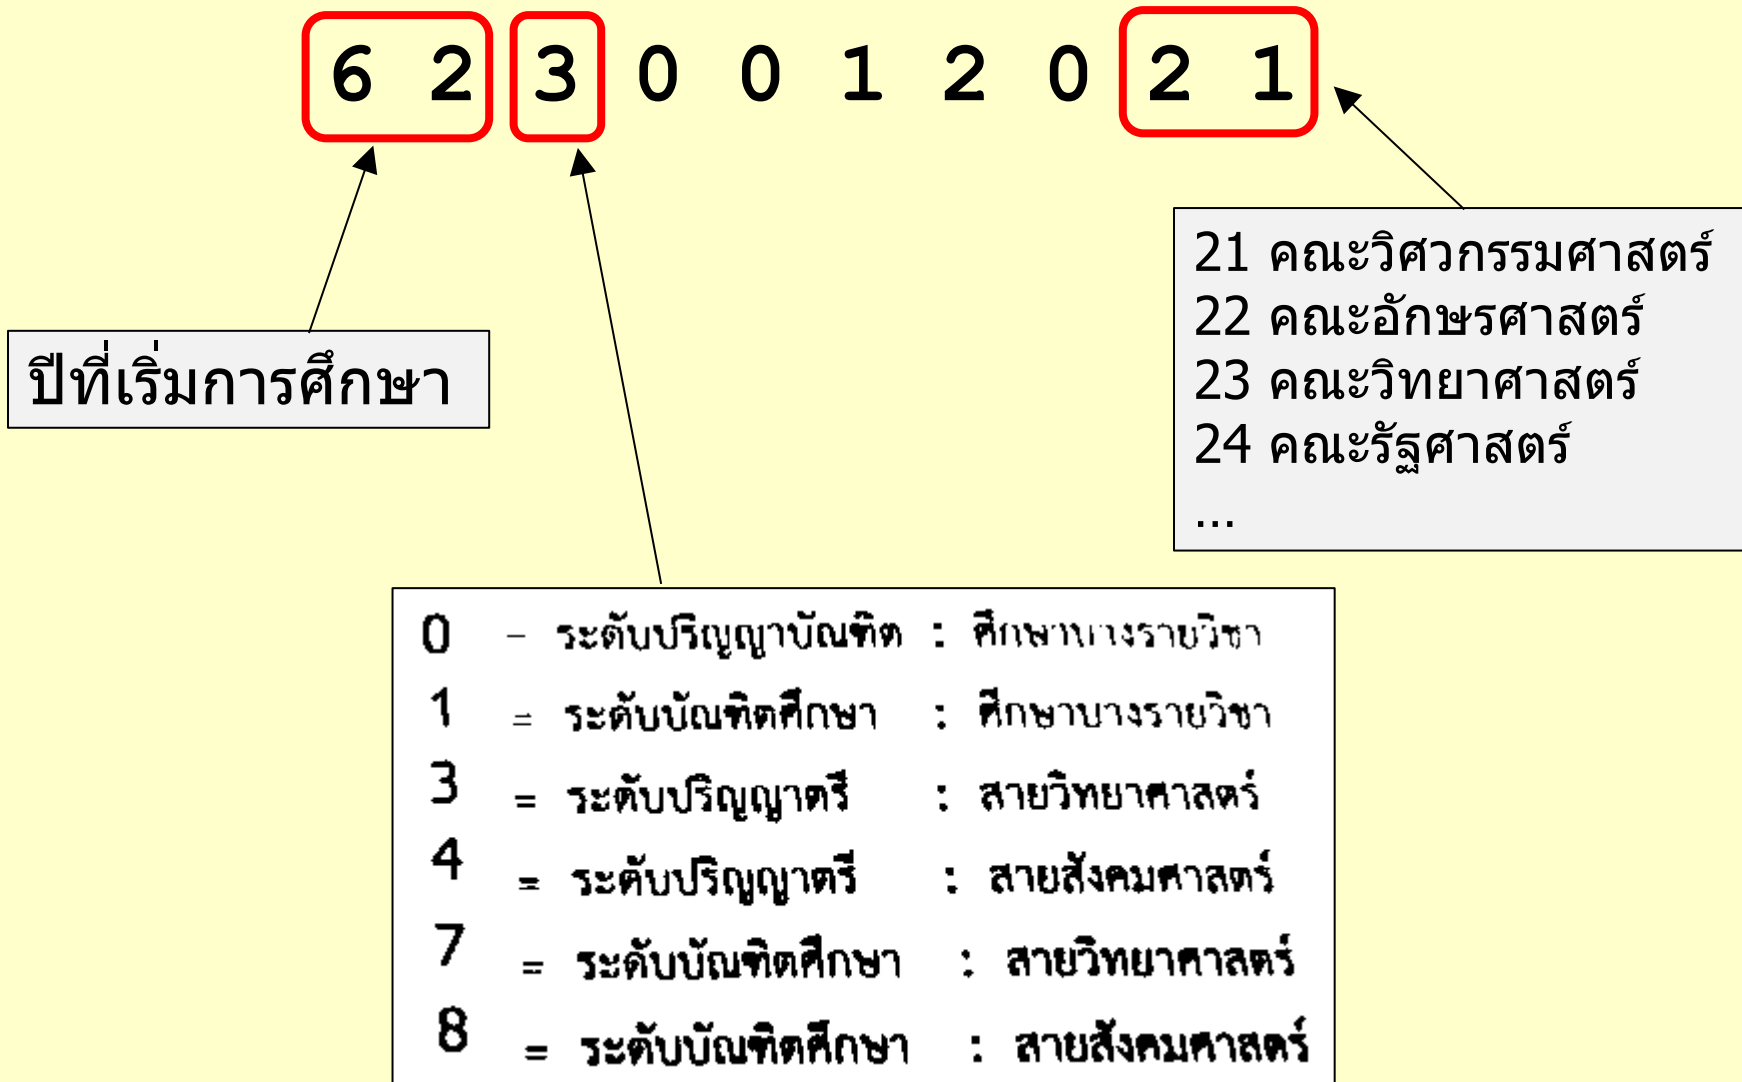 6 2 3 0 0 1 2 0 2 1
21 คณะวิศวกรรมศาสตร์
22 คณะอักษรศาสตร์
23 คณะวิทยาศาสตร์
24 คณะรัฐศาสตร์
...
ปีที่เริ่มการศึกษา
0 - ระดับปริญญาบัณฑิต : ศึกษาบางรายวิชา
1 = ระดับบัณฑิตศึกษา : ศึกษาบางรายวิชา
3 = ระดับปริญญาตรี : สายวิทยาศาสตร์
4 = ระดับปริญญาตรี : สายสังคมศาสตร์
7 = ระดับบัณฑิตศึกษา : สายวิทยาศาสตร์
8 = ระดับบัณฑิตศึกษา : สายสังคมศาสตร์